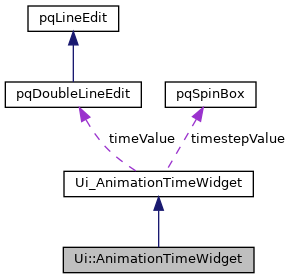 pqLineEdit
pqDoubleLineEdit
pqSpinBox
timeValue
timestepValue
Ui_AnimationTimeWidget
Ui::AnimationTimeWidget